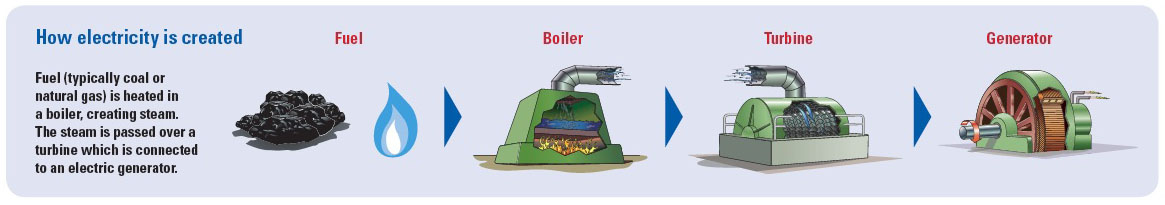 How electricity is created
Fuel (typically coal or
natural gas) is heated in
a boiler, creating steam.
The steam is passed over a
turbine which is connected
to an electric generator.
Fuel
Boiler
Turbine
Generator